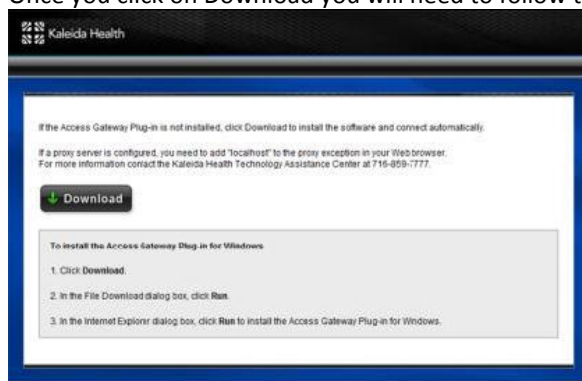 Once you click on Download you will need to follow t
Kaleida Health
If the Access Gateway Plug-in is not installed, click Download to install the software and connect automatically.
If a proxy server is configured, you need to add "localhost" to the proxy exception in your Web browser.
For more information contact the Kaleida Health Technology Assistance Center at 716-859-7777.
Download
To install the Access Gateway Plug-in for Windows
1. Click Download.
2. In the File Download dialog box, click Run.
3. In the Internet Explorer dialog box, click Run to install the Access Gateway Plug-in for Windows.